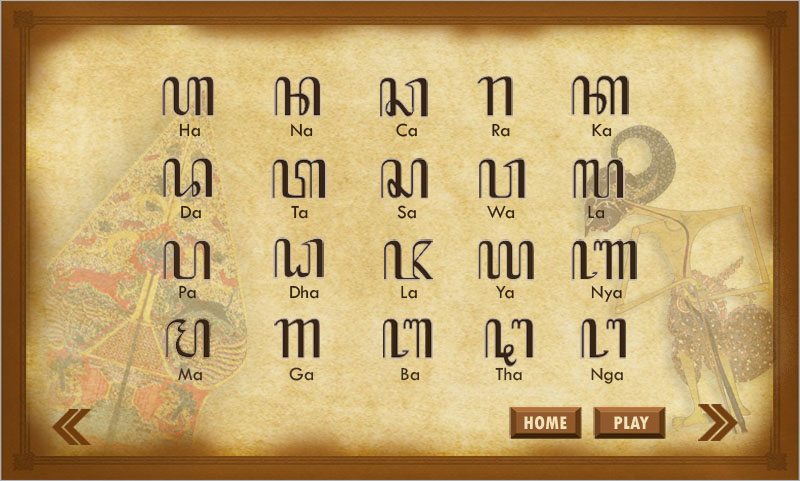 ꦲ ꦤ ꦕ ꦫ ꦏ
Ha Na Ca Ra Ka
ꦢ ꦠ ꦱ ꦮ ꦭ
Da Ta Sa Wa La
ꦥ ꦝ ꦗ ꦪ ꦚ
Pa Dha La Ya Nya
ꦩ ꦒ ꦧ ꦛ ꦔ
Ma Ga Ba Tha Nga
HOME PLAY